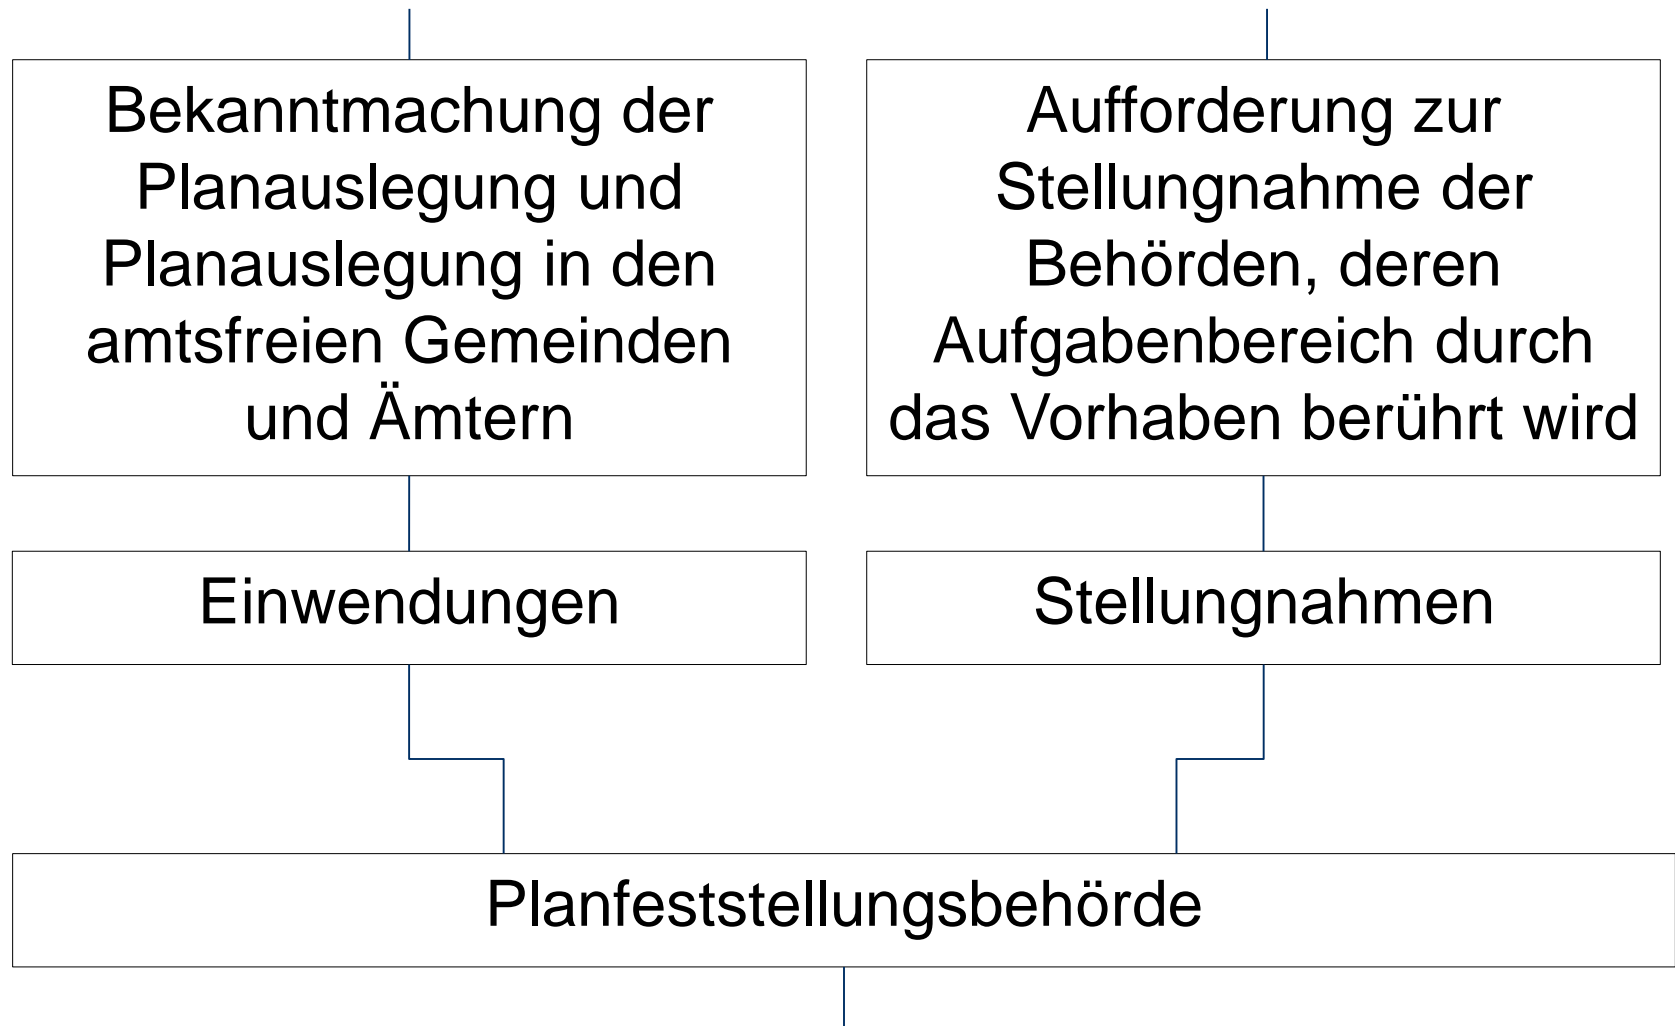 Bekanntmachung der
Planauslegung und
Planauslegung in den
amtsfreien Gemeinden
und Ämtern
Aufforderung zur
Stellungnahme der
Behörden, deren
Aufgabenbereich durch
das Vorhaben berührt wird
Einwendungen
Stellungnahmen
Planfeststellungsbehörde